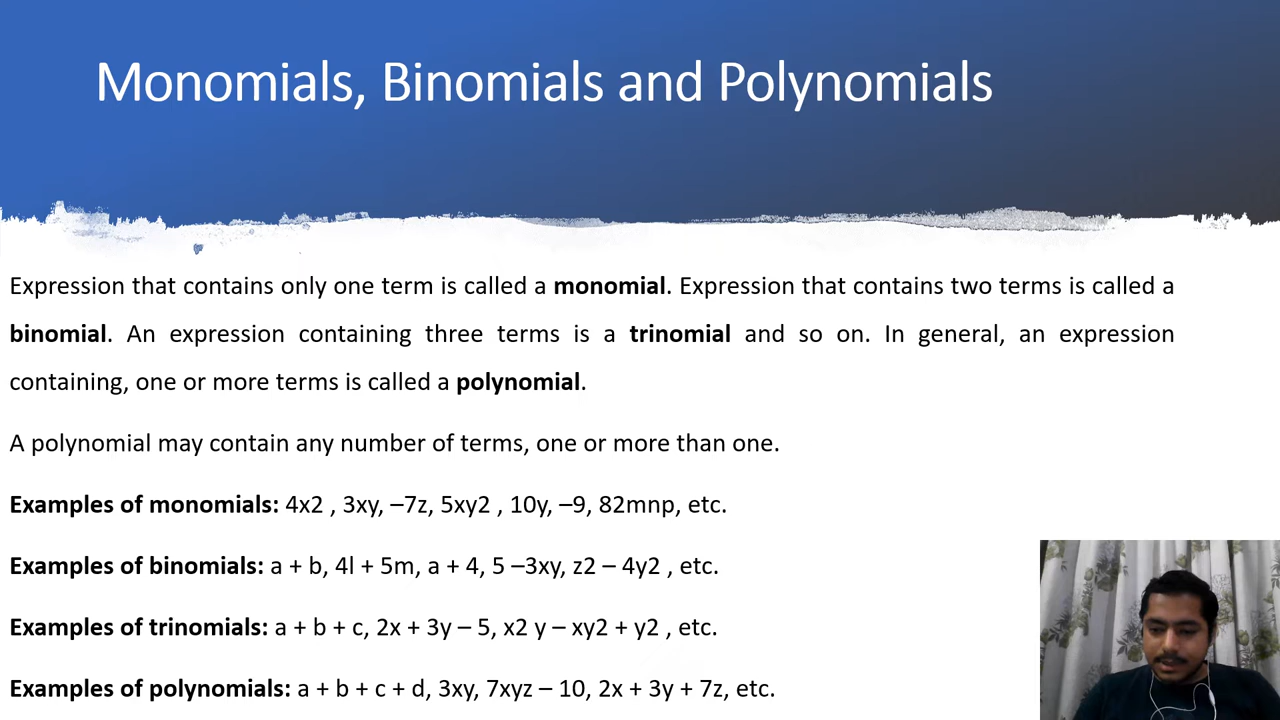 Monomials, Binomials and Polynomials
Expression that contains only one term is called a monomial. Expression that contains two terms is called a
binomial. An expression containing three terms is a trinomial and so on. In general, an expression
containing, one or more terms is called a polynomial.
A polynomial may contain any number of terms, one or more than one.
Examples of monomials: 4x2 , 3xy, –7z, 5xy2 , 10y, –9, 82mnp, etc.
Examples of binomials: a + b, 4l + 5m, a + 4, 5 –3xy, z2 – 4y2 , etc.
Examples of trinomials: a + b + c, 2x + 3y – 5, x2 y – xy2 + y2 , etc.
Examples of polynomials: a + b + c + d, 3xy, 7xyz – 10, 2x + 3y + 7z, etc.